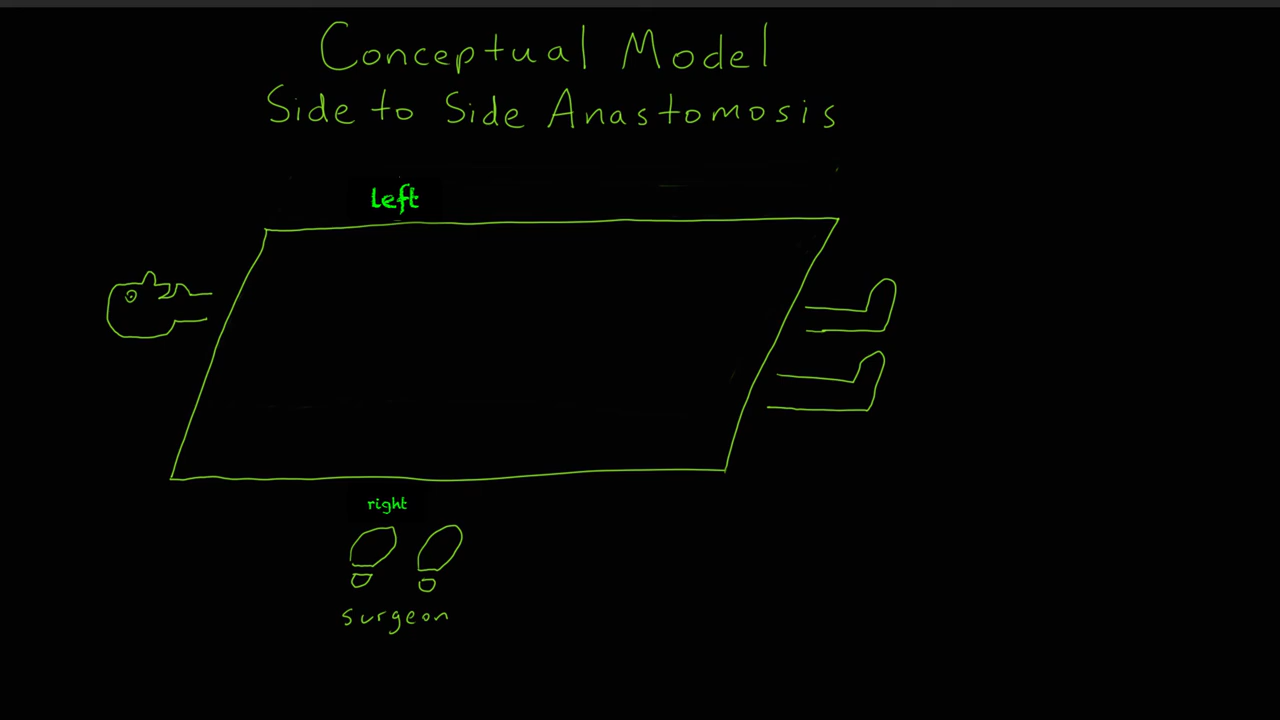 Conceptual Model
Side to Side Anastomosis
left
right
surgeon